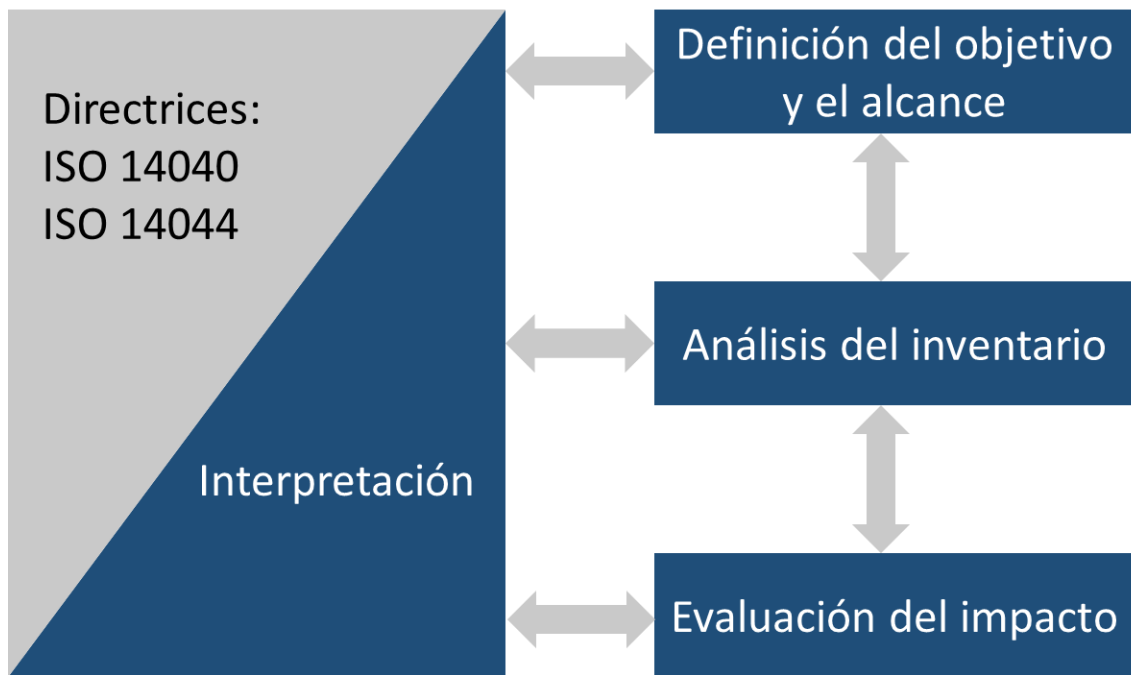 Directrices:
ISO 14040
ISO 14044
Interpretación
Definición del objetivo
y el alcance
Análisis del inventario
Evaluación del impacto